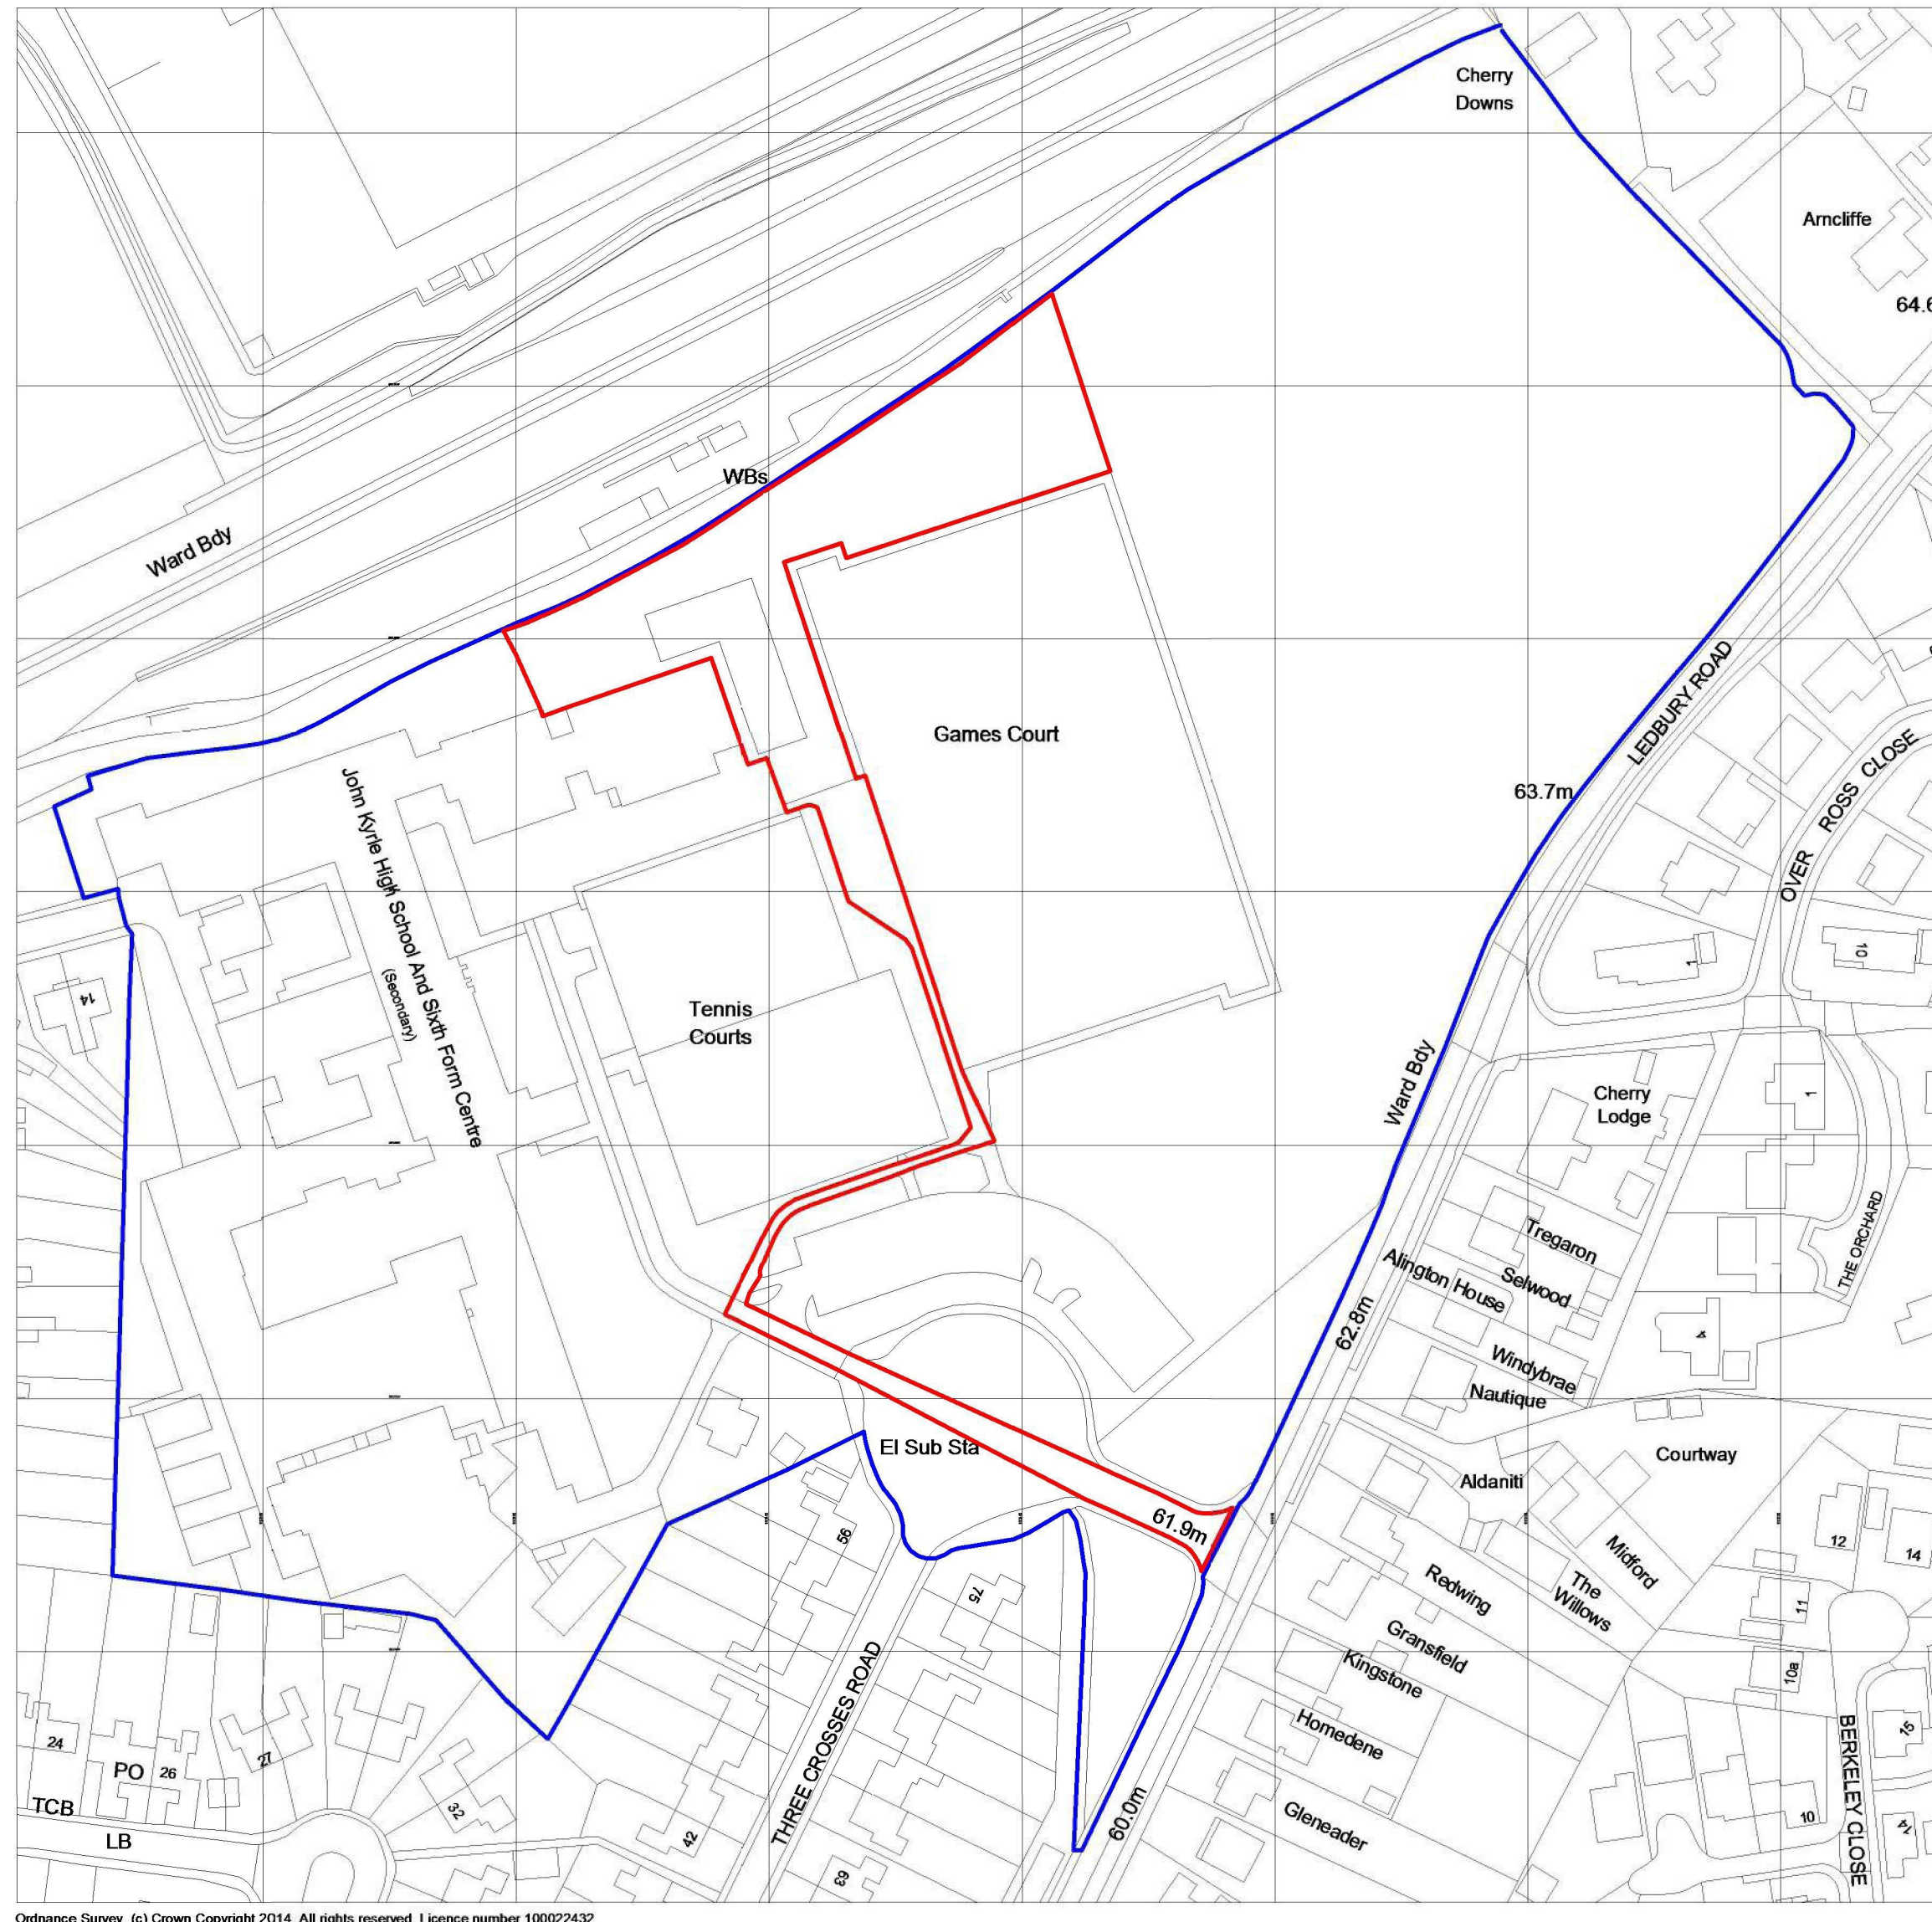 Cherry
Downs
Arncliffe
64.6
WBs
Ward Bdy
Games Court
LEDBURY ROAD
63.7m
OVER ROSS CLOSE
John Kyrle High School And Sixth Form Centre
(Secondary)
1
10
14
Tennis
Courts
Ward Bdy
Cherry
Lodge
1
THE ORCHARD
Tregaron
Selwood
Alington House
62.8m
4
Windybrae
Nautique
El Sub Sta
Courtway
Aldaniti
61.9m
56
Midford
12
14
The
Willows
Redwing
75
11
Gransfield
Kingstone
10a
THREE CROSSES ROAD
Homedene
BERKELEY CLOSE
15
24
27
PO 26
TCB
32
60.0m
Gleneader
10
14
LB
42
63
Ordnance Survey, (c) Crown Copyright 2014. All rights reserved. Licence number 100022432